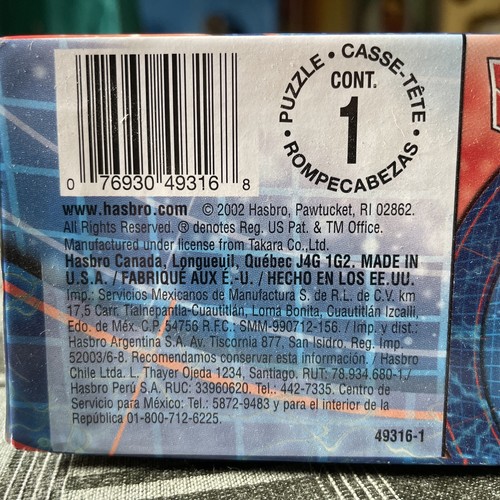 0 76930 49316 8
PUZZLE • CASSE-TÊTE • ROMPECABEZAS •
CONT.
1
www.hasbro.com © 2002 Hasbro, Pawtucket, RI 02862.
All Rights Reserved. ® denotes Reg. US Pat. & TM Office.
Manufactured under license from Takara Co.,Ltd.
Hasbro Canada, Longueuil, Québec J4G 1G2. MADE IN
U.S.A. / FABRIQUÉ AUX É.-U. / HECHO EN LOS EE.UU.
Imp.: Servicios Mexicanos de Manufactura S. de R.L. de C.V. km
17,5 Carr. Tlalnepantla-Cuautitlán, Loma Bonita, Cuautitlán Izcalli,
Edo. de Méx. C.P. 54756 R.F.C.: SMM-990712-156. / Imp. y dist.:
Hasbro Argentina S.A. Av. Tiscornia 877, San Isidro, Reg. Imp.
52003/6-8. Recomendamos conservar esta información. / Hasbro
Chile Ltda. L. Thayer Ojeda 1234, Santiago. RUT: 78.934.680-1./
Hasbro Perú S.A. RUC: 33960620, Tel.: 442-7335. Centro de
Servicio para México: Tel.: 5872-9483 y para el interior de la
República 01-800-712-6225.
49316-1